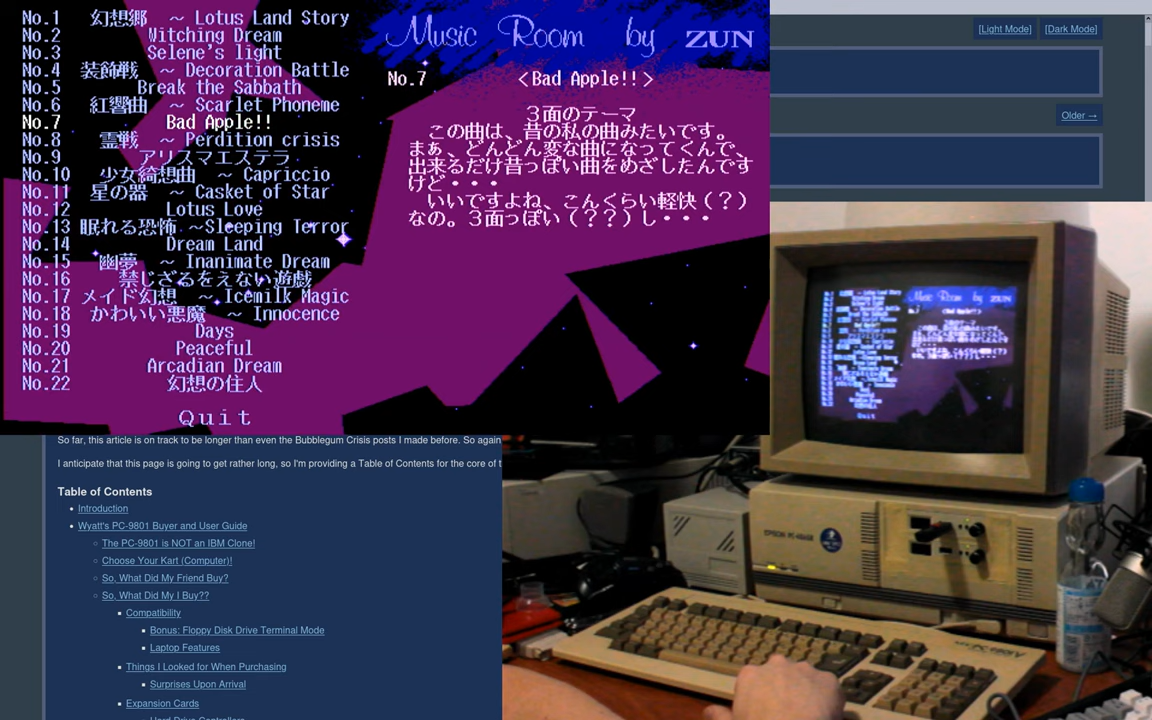 No.1 幻想郷 ～ Lotus Land Story
No.2 Witching Dream
No.3 Selene's light
No.4 装飾戦 ～ Decoration Battle
No.5 Break the Sabbath
No.6 紅響曲 ～ Scarlet Phoneme
No.7 Bad Apple!!
No.8 霊戦 ～ Perdition crisis
No.9 アリスマエステラ
No.10 少女綺想曲 ～ Capriccio
No.11 星の器 ～ Casket of Star
No.12 Lotus Love
No.13 眠れる恐怖 ～Sleeping Terror
No.14 Dream Land
No.15 幽夢 ～ Inanimate Dream
No.16 禁じざるをえない遊戯
No.17 メイド幻想 ～ Icemilk Magic
No.18 かわいい悪魔 ～ Innocence
No.19 Days
No.20 Peaceful
No.21 Arcadian Dream
No.22 幻想の住人
Quit
Music Room by ZUN
No.7 <Bad Apple!!>
３面のテーマ
この曲は、昔の私の曲みたいです。
まぁ、どんどん変な曲になってくんで、
出来るだけ昔っぽい曲をめざしたんです
けど・・・
いいですよね、こんくらい軽快（？）
なの。３面っぽい（？？）し・・・
[Light Mode] [Dark Mode]
Older →
So far, this article is on track to be longer than even the Bubblegum Crisis posts I made before. So again
I anticipate that this page is going to get rather long, so I'm providing a Table of Contents for the core of t
Table of Contents
Introduction
Wyatt's PC-9801 Buyer and User Guide
The PC-9801 is NOT an IBM Clone!
Choose Your Kart (Computer)!
So, What Did My Friend Buy?
So, What Did My I Buy??
Compatibility
Bonus: Floppy Disk Drive Terminal Mode
Laptop Features
Things I Looked for When Purchasing
Surprises Upon Arrival
Expansion Cards
Hard Drive Controllers
Music Room by ZUN
<Bad Apple!!>
Quit
EPSON PC-486GR